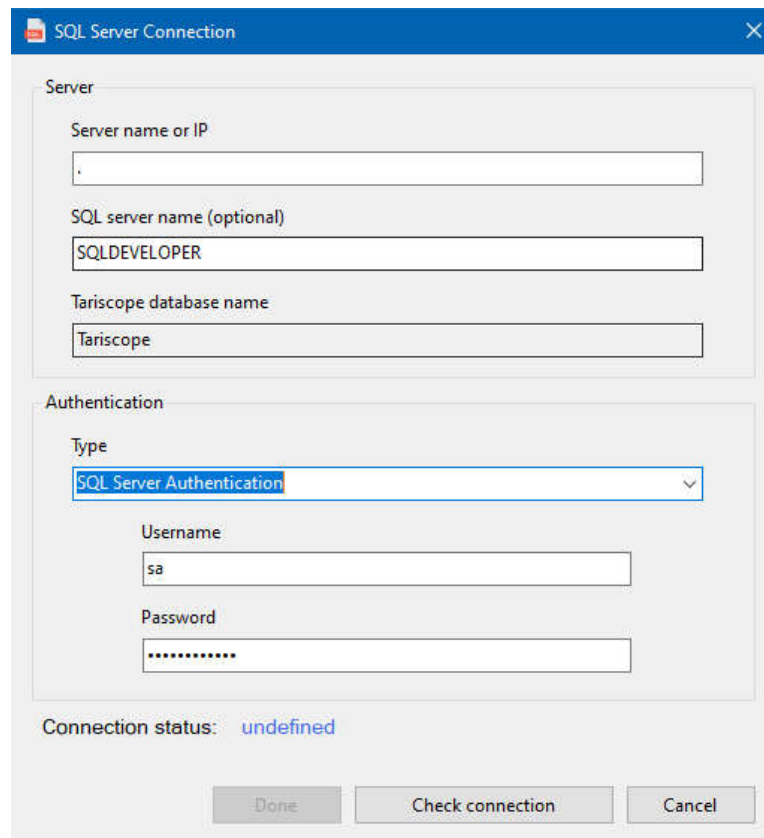 SQL Server Connection
Server
Server name or IP
.
SQL server name (optional)
SQLDEVELOPER
Tariscope database name
Tariscope
Authentication
Type
SQL Server Authentication
Username
sa
Password
••••••••••••
Connection status: undefined
Done Check connection Cancel